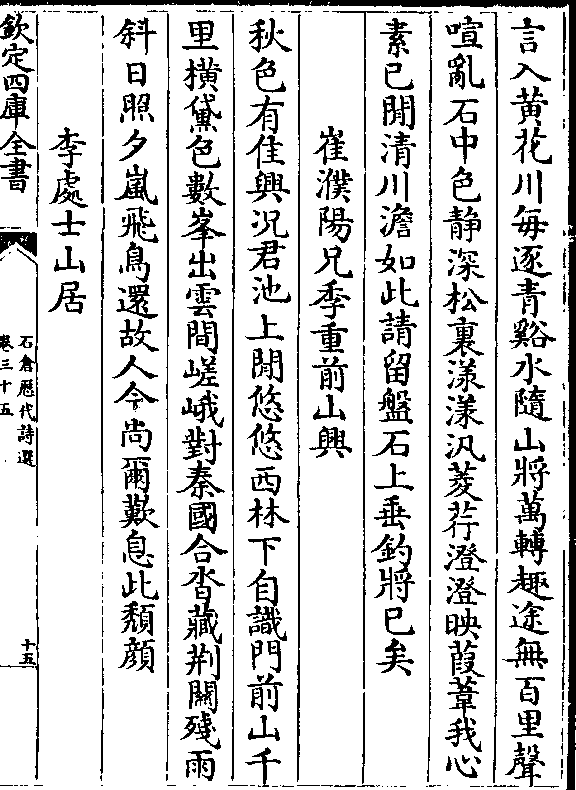 言入黄花川每逐青谿水隨山將萬轉趣途無百里聲
喧亂石中色静深松裏漾漾汎菱荇澄澄映葭葦我心
素已閒清川澹如此請留盤石上垂釣將已矣
崔濮陽兄季重前山興
秋色有佳興况君池上閒悠悠西林下自識門前山千
里横黛色數峯出雲間嵯峨對秦國合沓藏荆關殘雨
斜日照夕嵐飛鳥還故人今尚爾歎息此頽顔
李處士山居
欽定四庫全書
石倉厯代詩選
卷三十五
十五